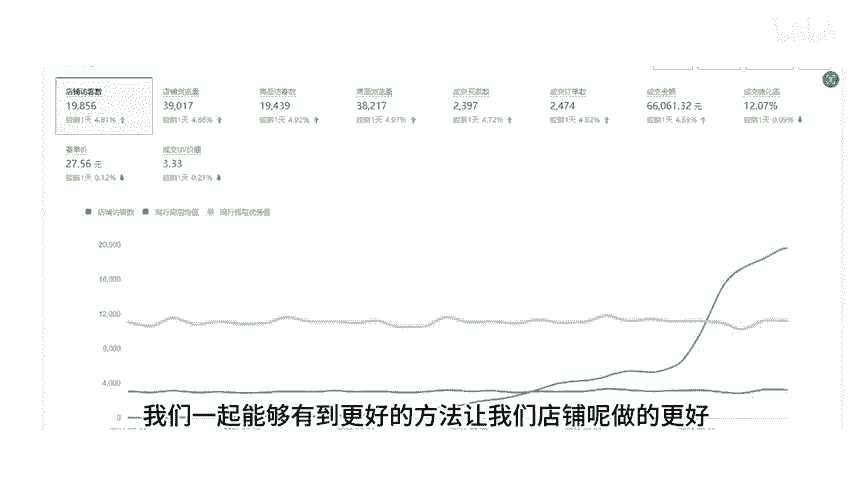 店铺访客数 店铺浏览量 商品访客数 商品浏览量 成交买家数 成交订单数 成交金额 成交转化率
19,856 39,017 19,439 38,217 2,397 2,474 66,061.32 元 12.07%
较前1天 4.81% 较前1天 4.86% 较前1天 4.92% 较前1天 4.97% 较前1天 4.72% 较前1天 4.82% 较前1天 4.59% 较前1天 0.09%
客单价 成交UV价值
27.56 元 3.33
较前1天 0.12% 较前1天 0.21%
店铺访客数 同行同层均值 同行同层优秀值
20,000
16,000
12,000
8,000
4,000
0
我们一起能够有到更好的方法让我们店铺呢做的更好